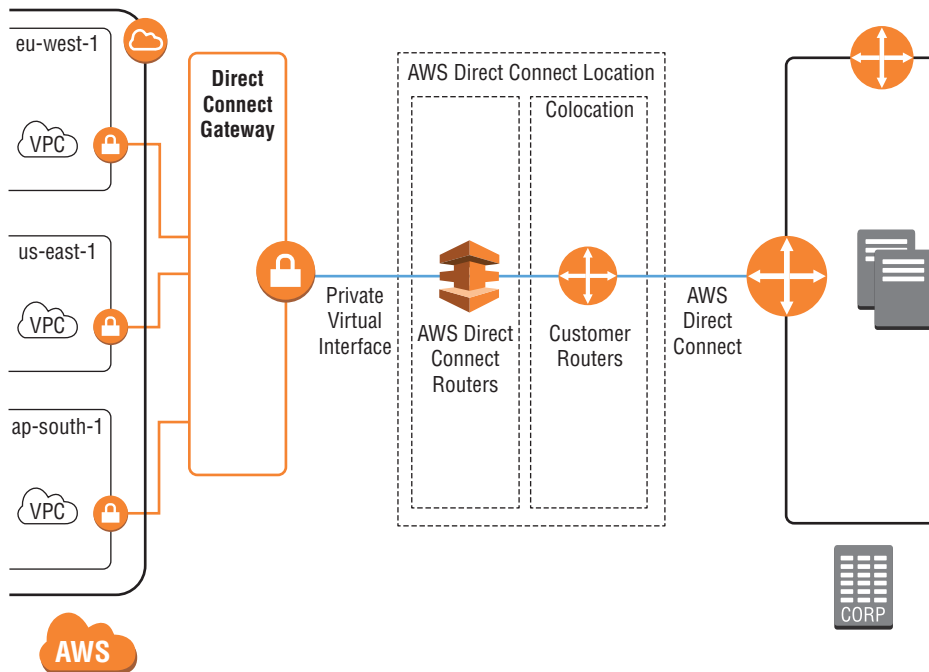 eu-west-1
VPC
us-east-1
VPC
ap-south-1
VPC
AWS
Direct
Connect
Gateway
Private
Virtual
Interface
AWS Direct Connect Location
AWS Direct
Connect
Routers
Colocation
Customer
Routers
AWS
Direct
Connect
CORP